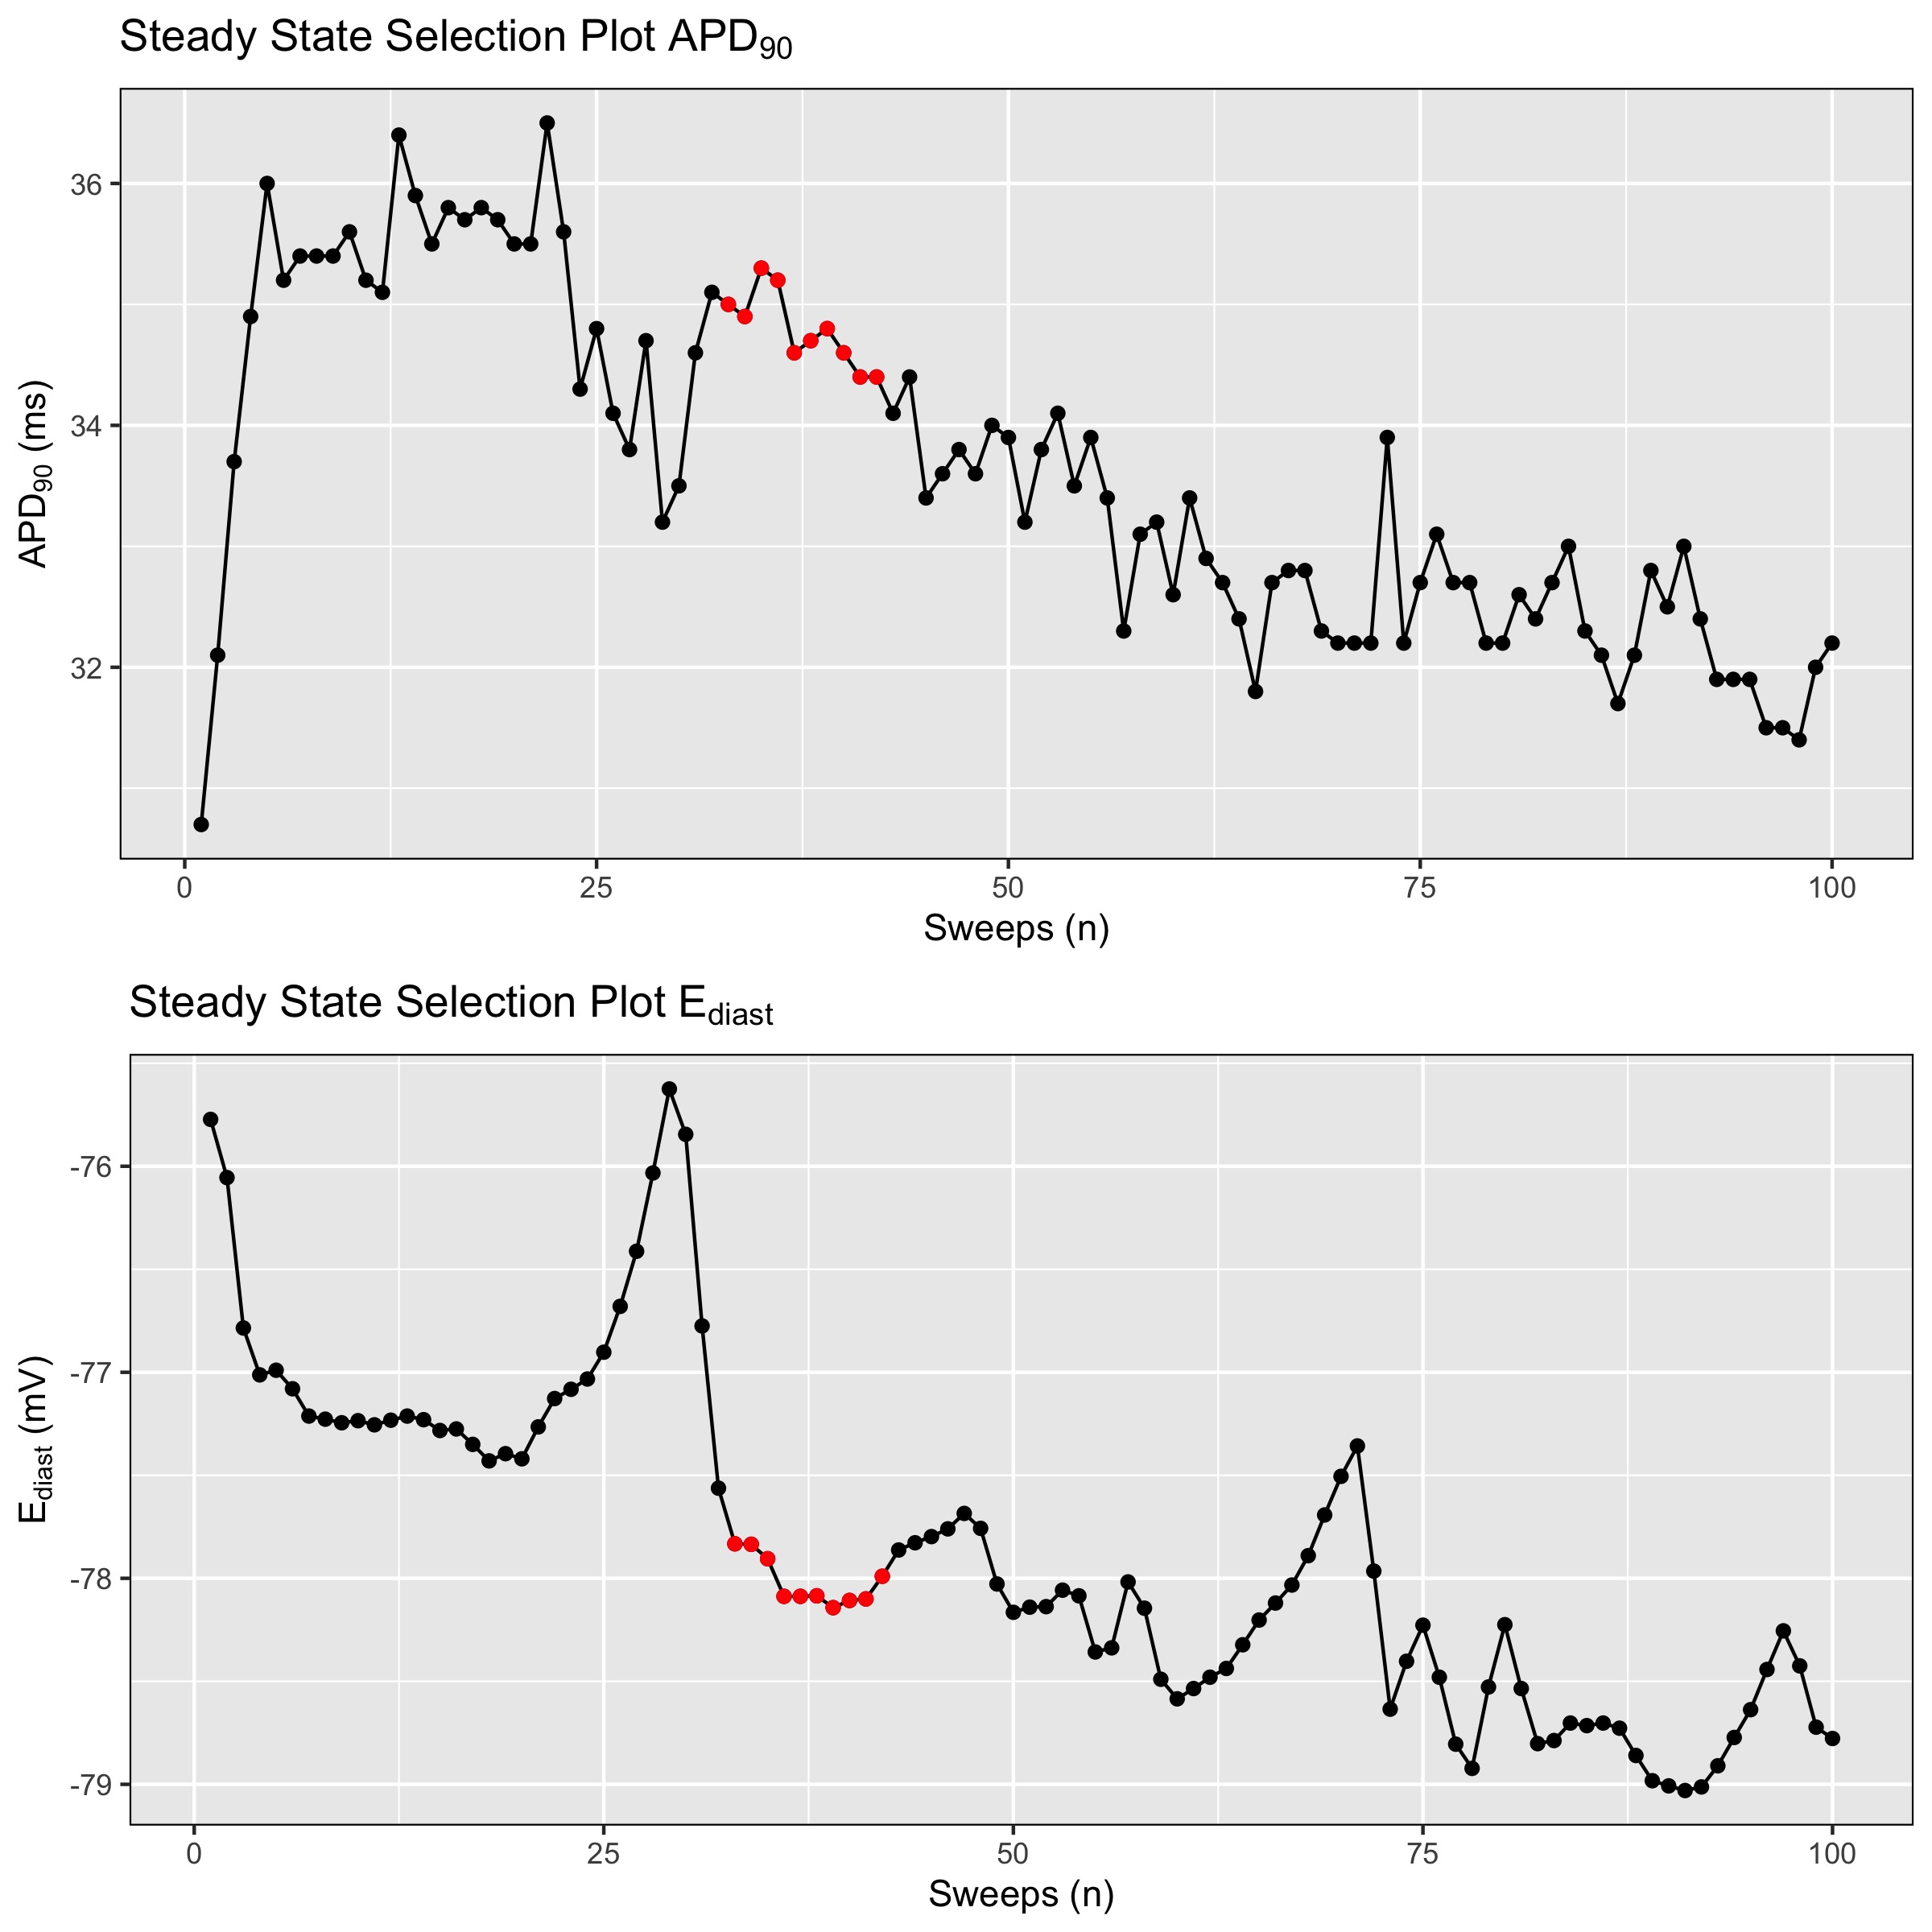 Steady State Selection Plot APD90
36
34
32
APD90 (ms)
0 25 50 75 100
Sweeps (n)
Steady State Selection Plot Ediast
-76
-77
-78
-79
Ediast (mV)
0 25 50 75 100
Sweeps (n)